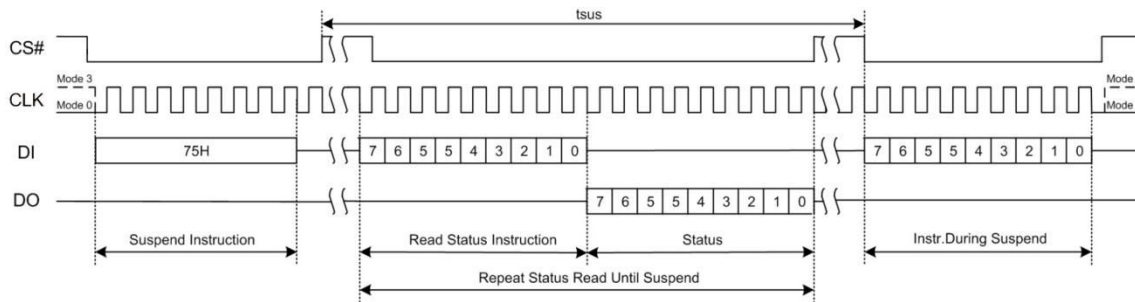 tsus
CS#
Mode 3 Mode
CLK
Mode 0 Mode
DI 75H 7 6 5 5 4 3 2 1 0 7 6 5 5 4 3 2 1 0
DO 7 6 5 5 4 3 2 1 0
Suspend Instruction Read Status Instruction Status Instr.During Suspend
Repeat Status Read Until Suspend